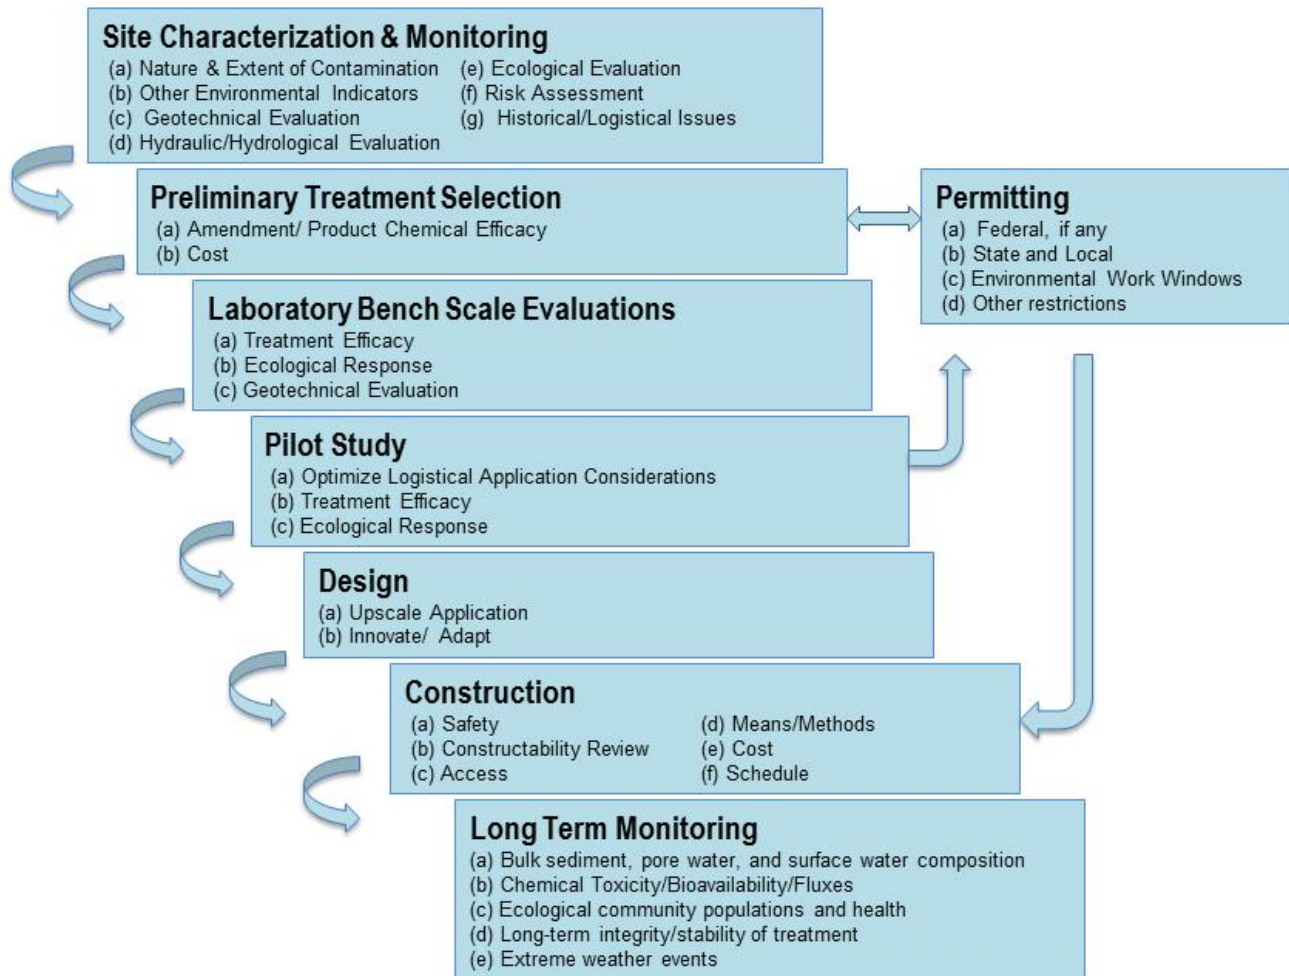 Site Characterization & Monitoring
(a) Nature & Extent of Contamination (e) Ecological Evaluation
(b) Other Environmental Indicators (f) Risk Assessment
(c) Geotechnical Evaluation (g) Historical/Logistical Issues
(d) Hydraulic/Hydrological Evaluation
Preliminary Treatment Selection
(a) Amendment/ Product Chemical Efficacy
(b) Cost
Permitting
(a) Federal, if any
(b) State and Local
(c) Environmental Work Windows
(d) Other restrictions
Laboratory Bench Scale Evaluations
(a) Treatment Efficacy
(b) Ecological Response
(c) Geotechnical Evaluation
Pilot Study
(a) Optimize Logistical Application Considerations
(b) Treatment Efficacy
(c) Ecological Response
Design
(a) Upscale Application
(b) Innovate/ Adapt
Construction
(a) Safety (d) Means/Methods
(b) Constructability Review (e) Cost
(c) Access (f) Schedule
Long Term Monitoring
(a) Bulk sediment, pore water, and surface water composition
(b) Chemical Toxicity/Bioavailability/Fluxes
(c) Ecological community populations and health
(d) Long-term integrity/stability of treatment
(e) Extreme weather events